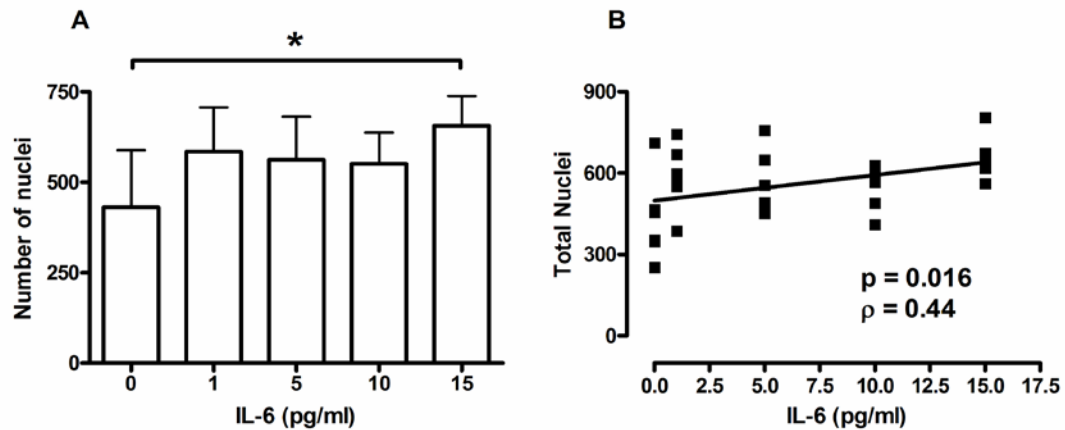 A
*
Number of nuclei
750
500
250
0
0 1 5 10 15
IL-6 (pg/ml)
B
Total Nuclei
900
600
300
0
p = 0.016
ρ = 0.44
0.0 2.5 5.0 7.5 10.0 12.5 15.0 17.5
IL-6 (pg/ml)